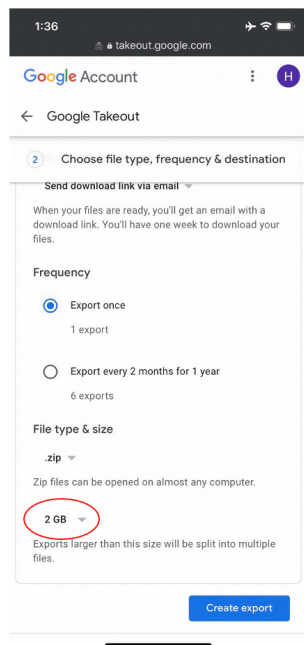 1:36
takeout.google.com
Google Account
H
Google Takeout
2 Choose file type, frequency & destination
Send download link via email
When your files are ready, you'll get an email with a
download link. You'll have one week to download your
files.
Frequency
Export once
1 export
Export every 2 months for 1 year
6 exports
File type & size
.zip
Zip files can be opened on almost any computer.
2 GB
Exports larger than this size will be split into multiple
files.
Create export